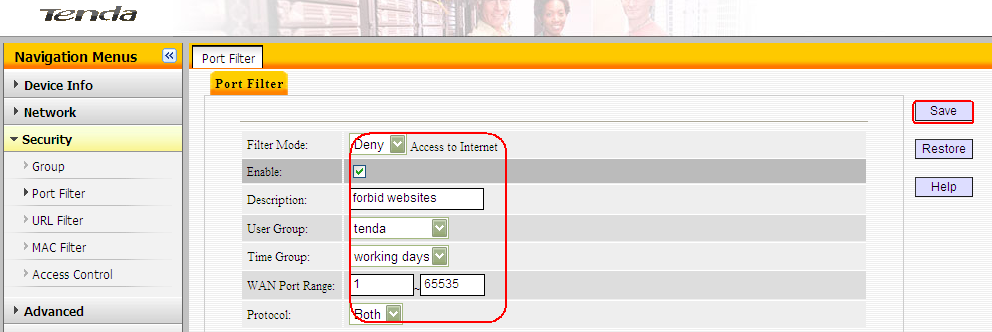 Tenda
Navigation Menus
Port Filter
Device Info
Network
Security
Group
Port Filter
URL Filter
MAC Filter
Access Control
Advanced
Port Filter
Filter Mode: Deny Access to Internet
Enable:
Description: forbid websites
User Group: tenda
Time Group: working days
WAN Port Range: 1 ~ 65535
Protocol: Both
Save
Restore
Help